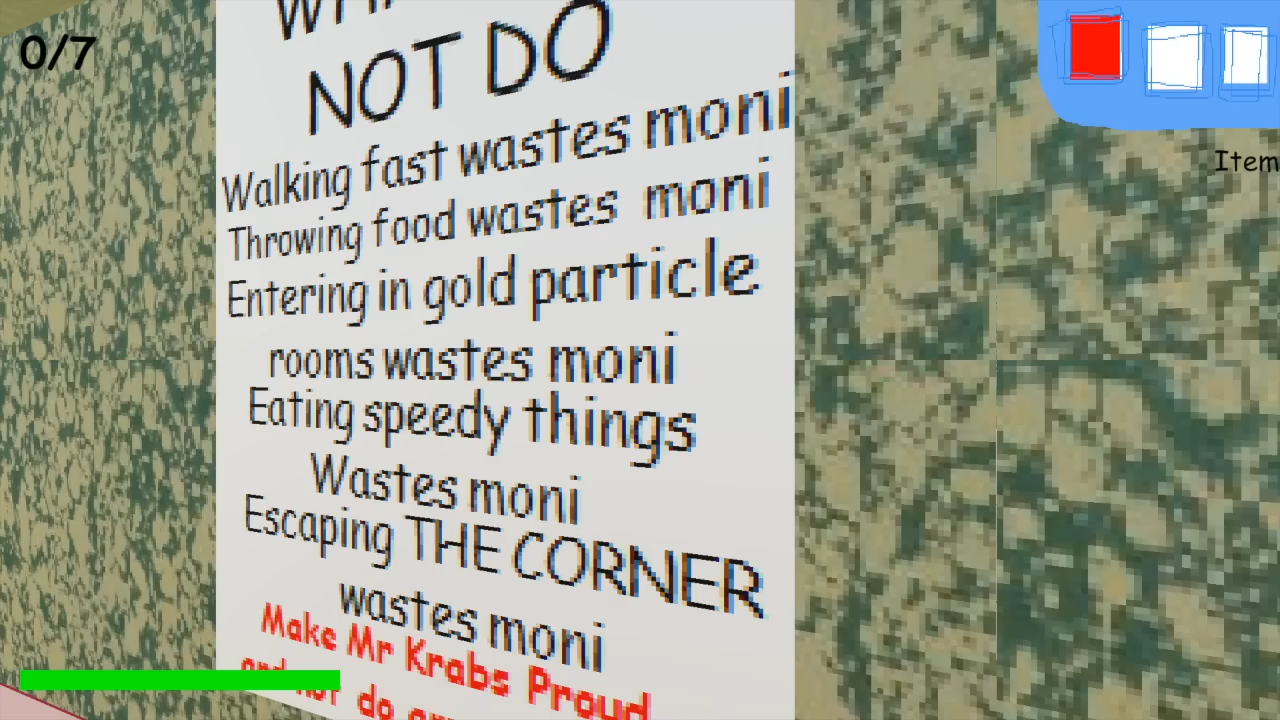 0/7
NOT DO
Walking fast wastes moni
Throwing food wastes moni
Entering in gold particle
rooms wastes moni
Eating speedy things
Wastes moni
Escaping THE CORNER
wastes moni
Make Mr Krabs Proud
do
Item